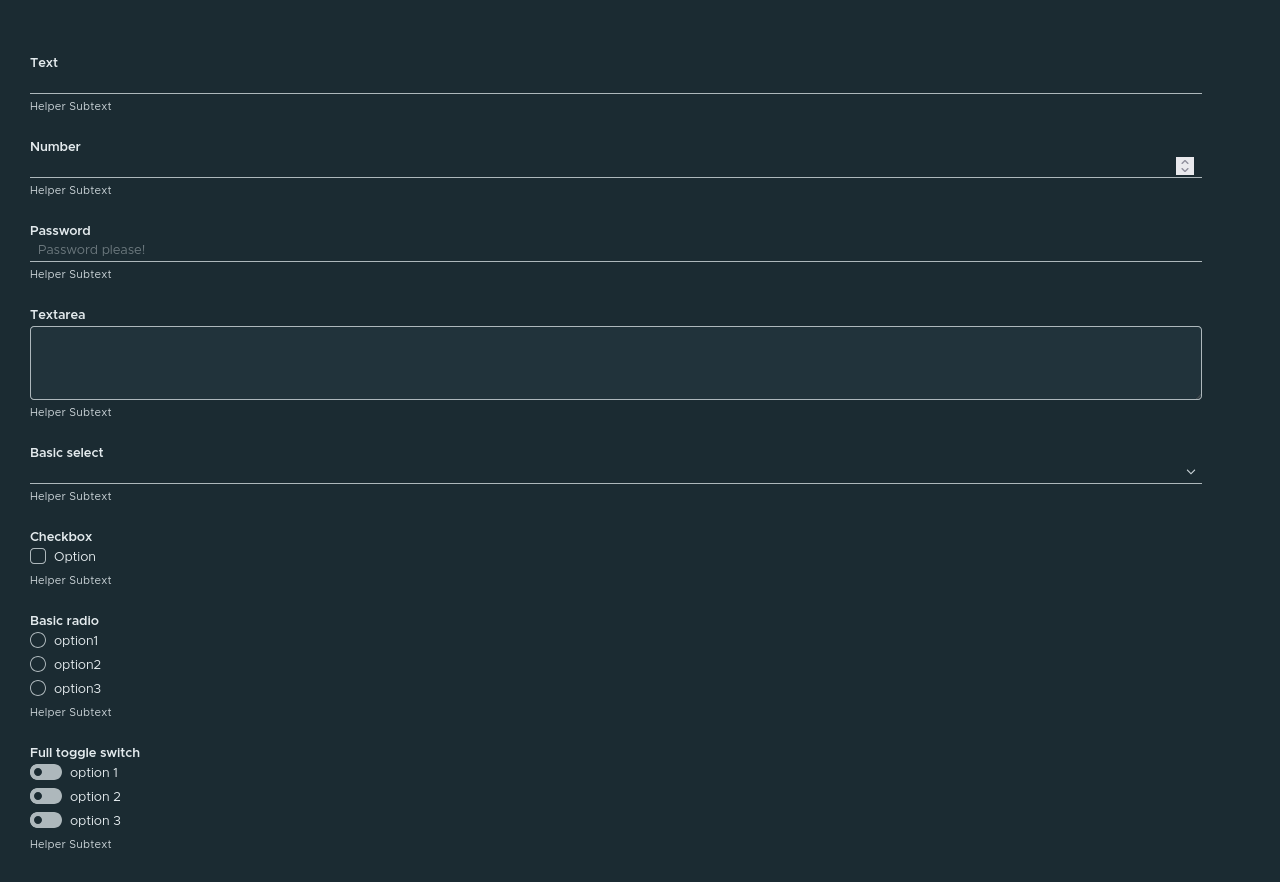 Text
Helper Subtext
Number
Helper Subtext
Password
Password please!
Helper Subtext
Textarea
Helper Subtext
Basic select
Helper Subtext
Checkbox
Option
Helper Subtext
Basic radio
option1
option2
option3
Helper Subtext
Full toggle switch
option 1
option 2
option 3
Helper Subtext